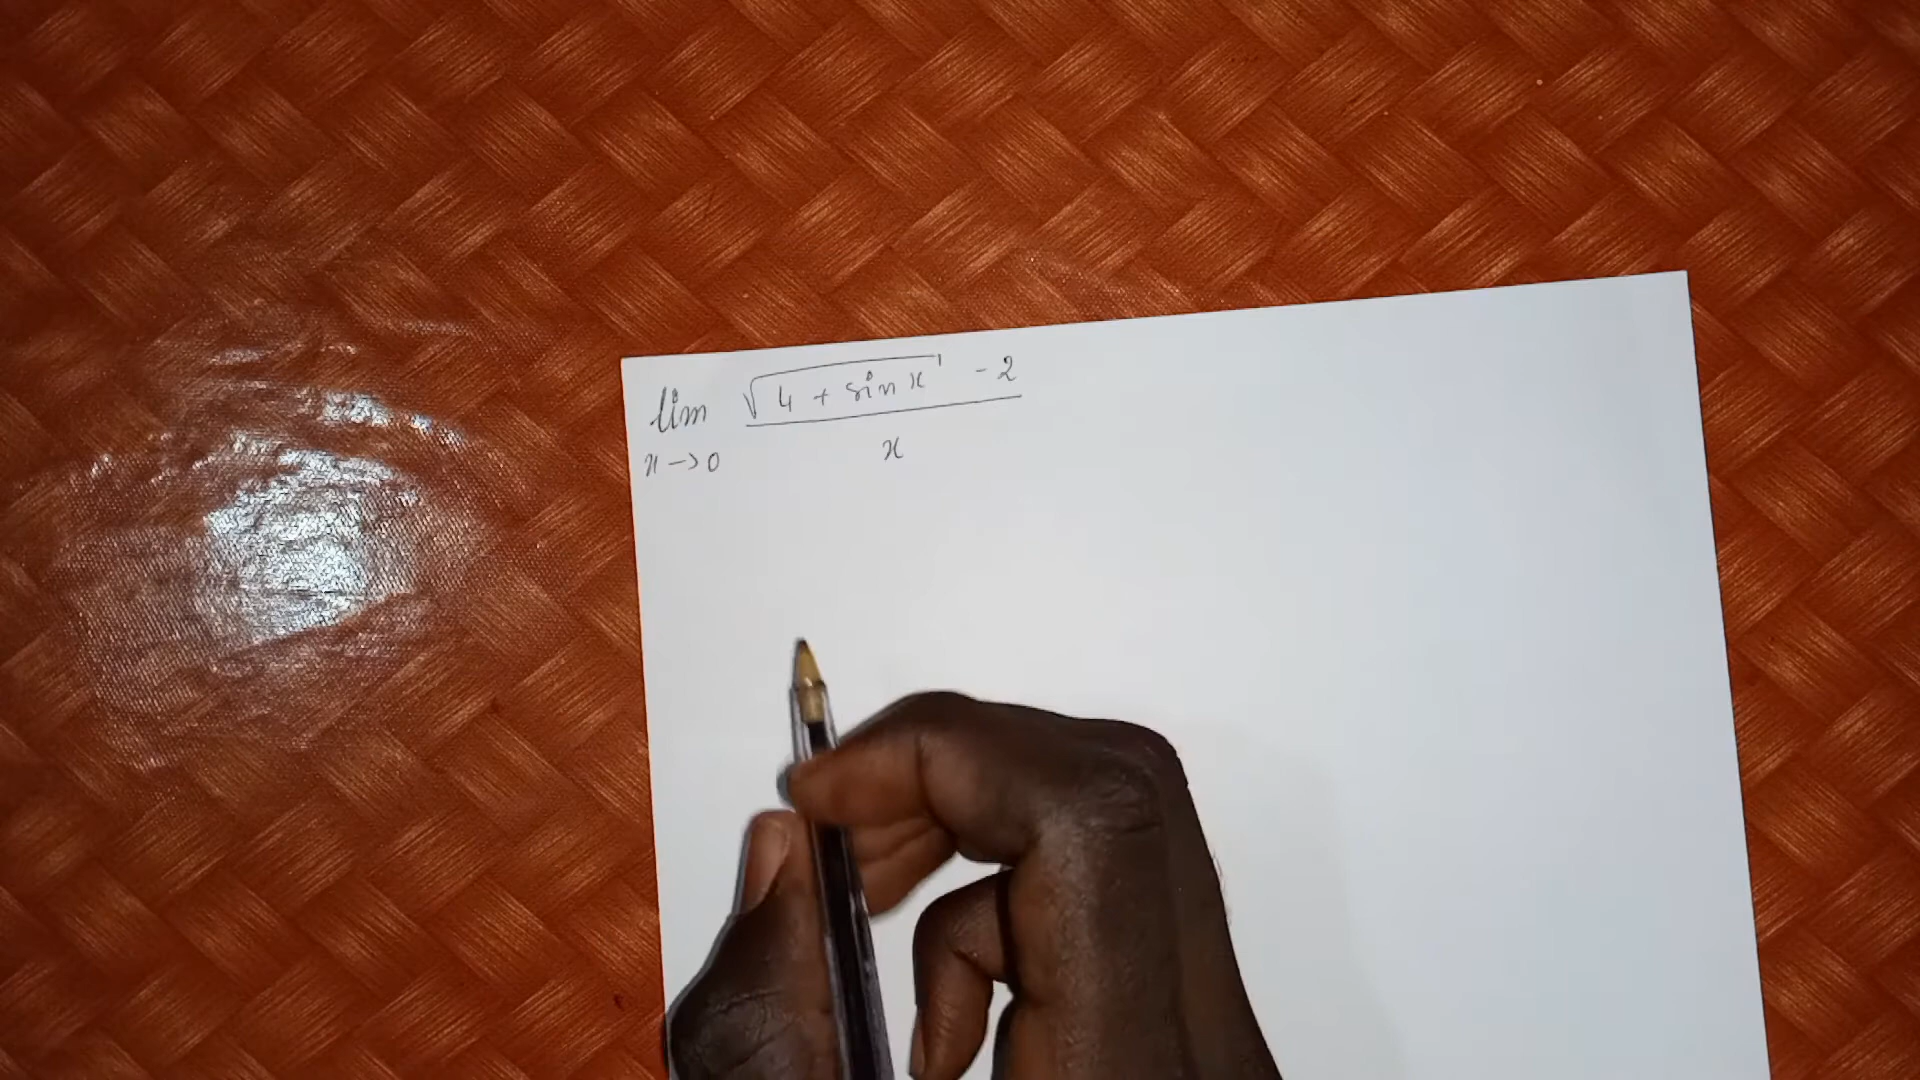 lim √(4 + sin x) - 2
x → 0 x